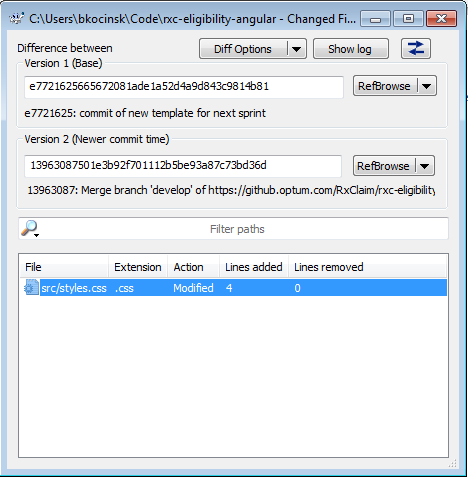 C:\Users\bkocinsk\Code\rxc-eligibility-angular - Changed Fi...
Difference between
Diff Options
Show log
Version 1 (Base)
e772162565672081ade1a52d4a9d843c9814b81
RefBrowse
e7721625: commit of new template for next sprint
Version 2 (Newer commit time)
13963087501e3b92f701112b5be93a87c73bd36d
RefBrowse
13963087: Merge branch 'develop' of https://github.optum.com/RxClaim/rxc-eligibility
Filter paths
File Extension Action Lines added Lines removed
src/styles.css .css Modified 4 0